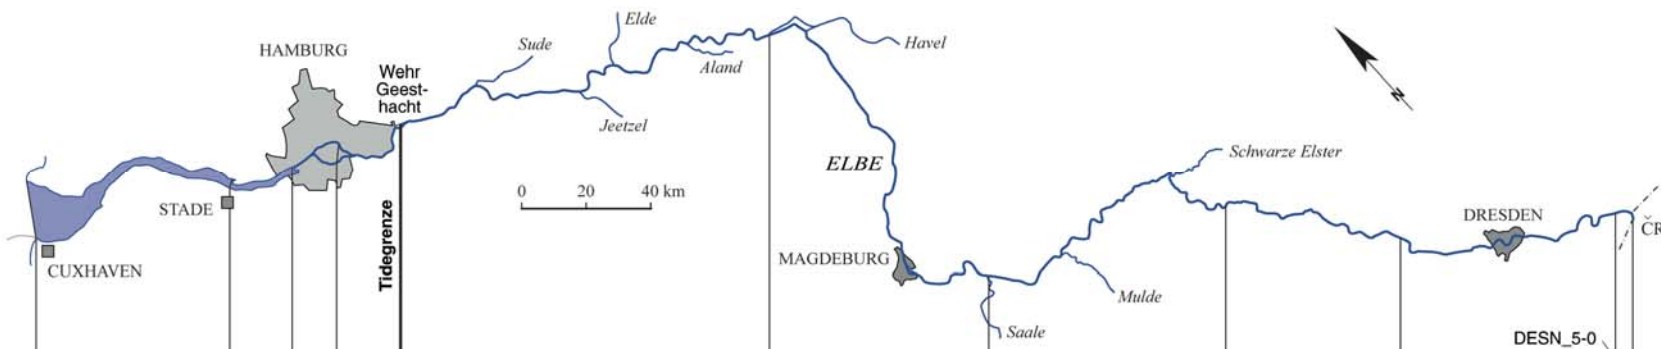 HAMBURG
Wehr
Geest-
hacht
Sude
Elde
Jeetzel
Aland
Havel
N
ELBE
0 20 40 km
Schwarze Elster
STADE
CUXHAVEN
Tidegrenze
MAGDEBURG
Saale
Mulde
DRESDEN
ČR
DESN_5-0